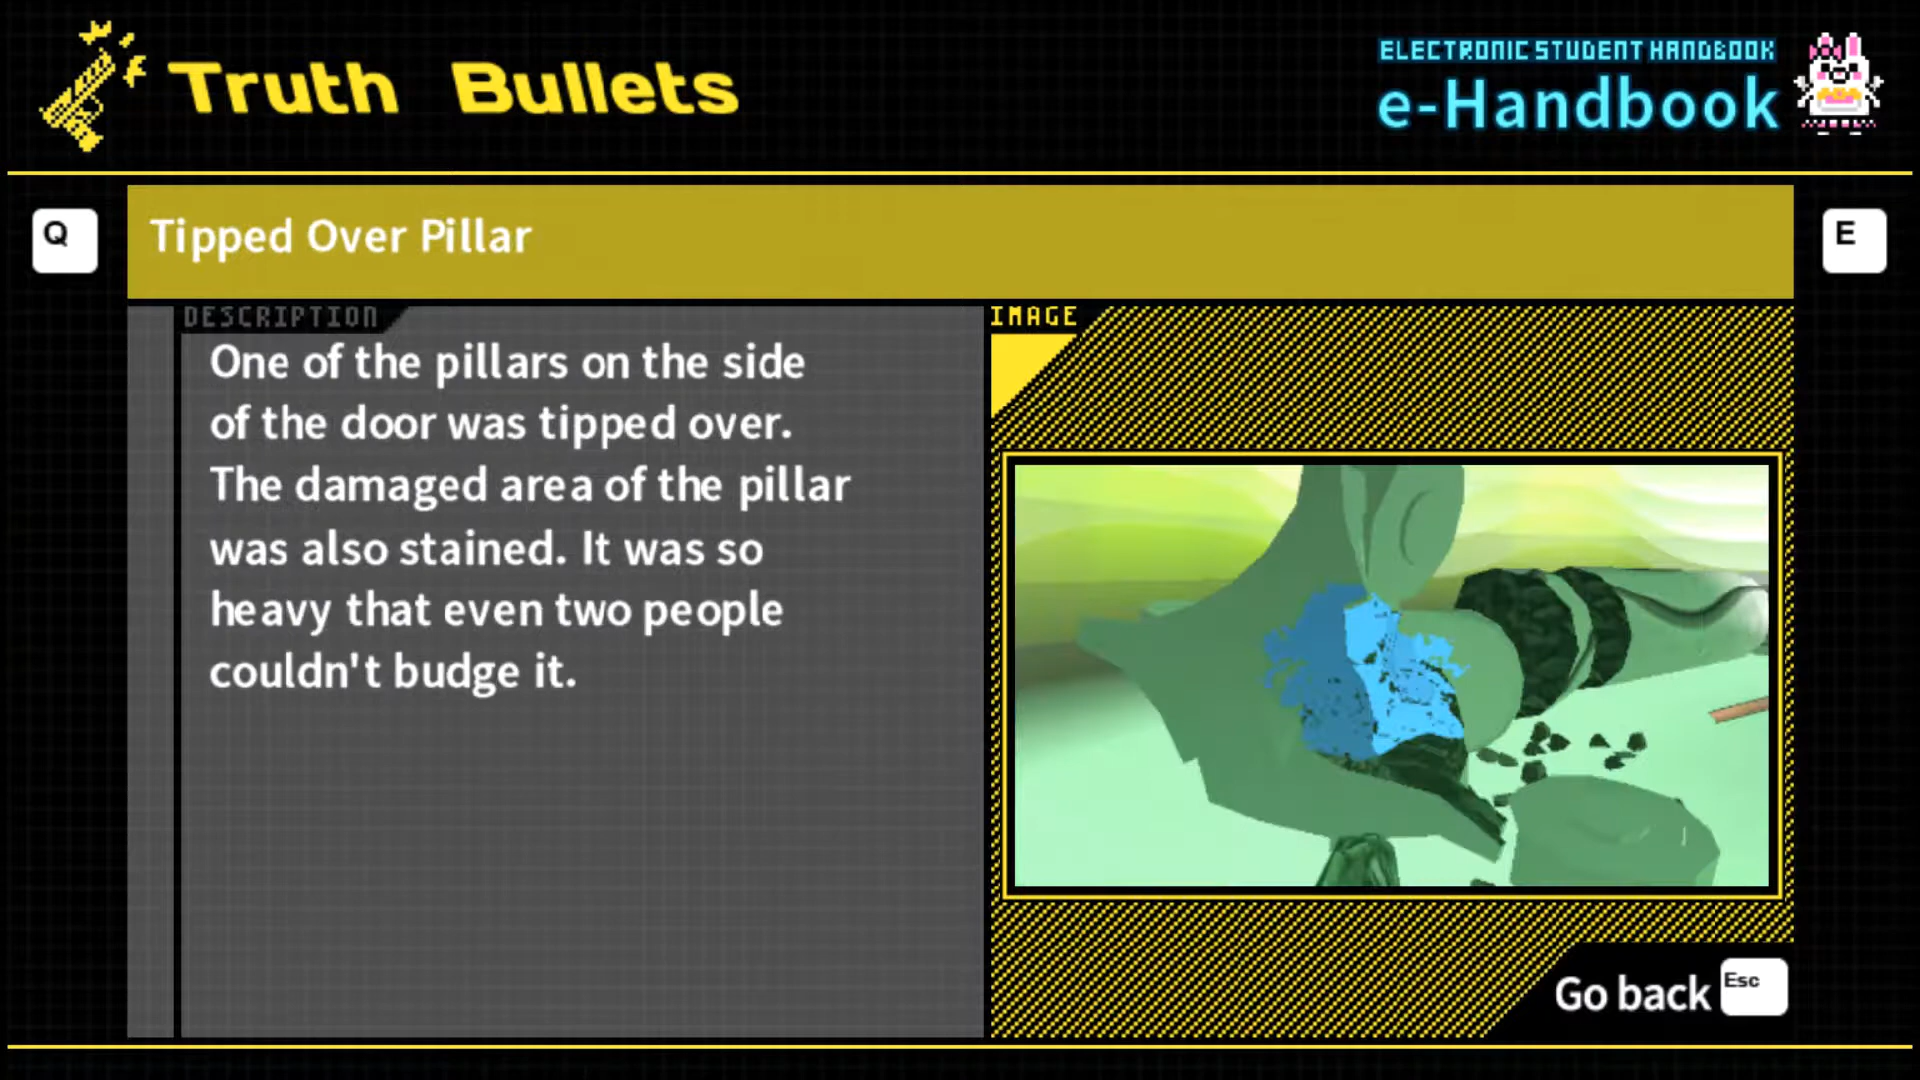 Truth Bullets
ELECTRONIC STUDENT HANDBOOK
e-Handbook
Q
Tipped Over Pillar
E
DESCRIPTION
One of the pillars on the side
of the door was tipped over.
The damaged area of the pillar
was also stained. It was so
heavy that even two people
couldn't budge it.
IMAGE
Go back Esc